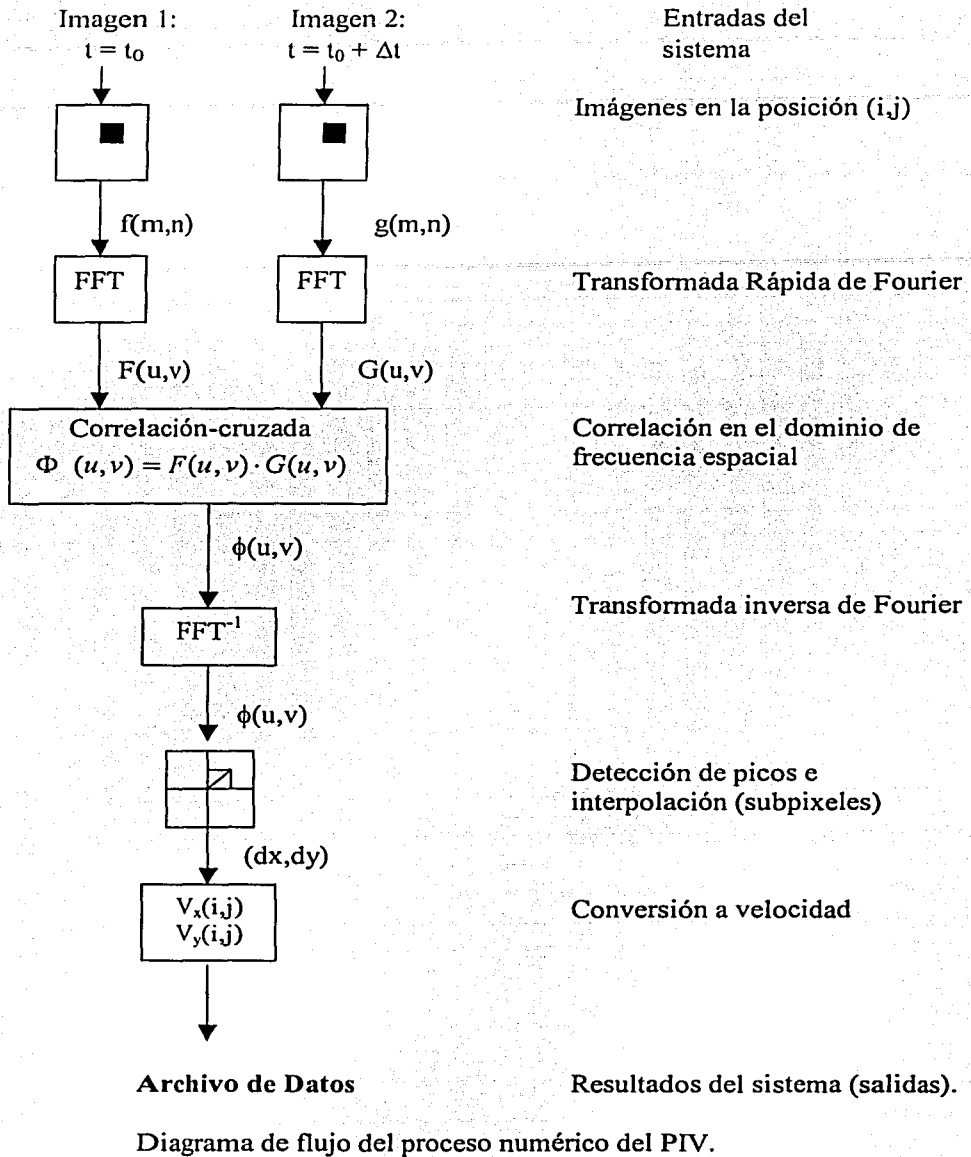 Imagen 1:
Imagen 2:
Entradas del
t = t₀
t = t₀ + Δt
sistema
Imágenes en la posición (i,j)
f(m,n)
g(m,n)
FFT
FFT
Transformada Rápida de Fourier
F(u,v)
G(u,v)
Correlación-cruzada
Φ (u,v) = F(u,v) · G(u,v)
Correlación en el dominio de
frecuencia espacial
ϕ(u,v)
Transformada inversa de Fourier
FFT⁻¹
ϕ(u,v)
Detección de picos e
interpolación (subpixeles)
(dx,dy)
Vₓ(i,j)
Vᵧ(i,j)
Conversión a velocidad
Archivo de Datos
Resultados del sistema (salidas).
Diagrama de flujo del proceso numérico del PIV.